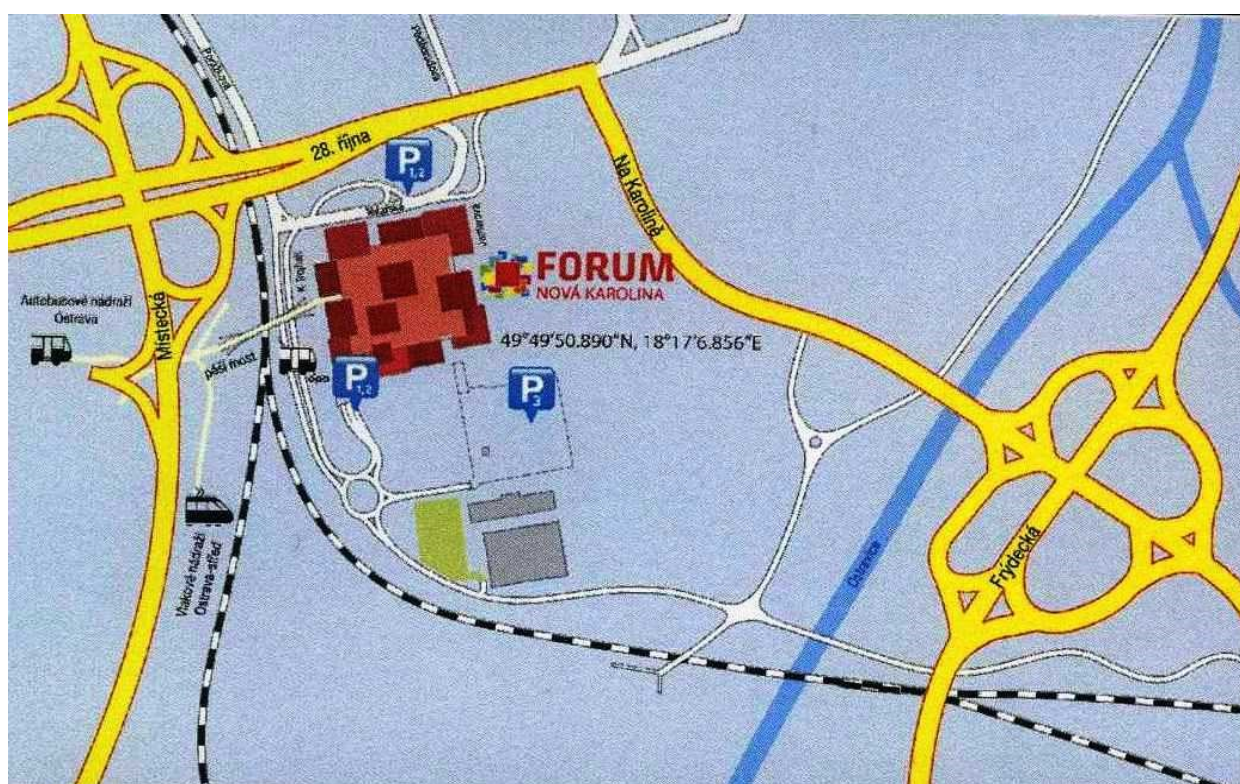 28. října
P
1,2
Na Karolině
FORUM
NOVÁ KAROLINA
49°49'50.890"N, 18°17'6.856"E
Autobusové nádraží
Ostrava
Místecká
pěší most
P
1,2
P
3
Vlakové nádraží
Ostrava-střed
Ostravice
Frýdecká